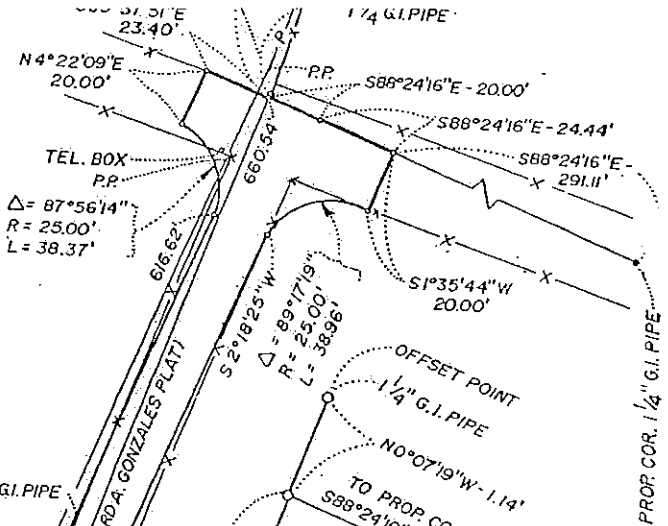 1 1/4 G.I. PIPE
23.40'
N 4°22'09"E
20.00'
P.P.
S88°24'16"E - 20.00'
S88°24'16"E - 24.44'
S88°24'16"E -
291.11'
TEL. BOX
P.P.
660.54'
Δ = 87°56'14"
R = 25.00'
L = 38.37'
616.62'
S 2°18'25"W
Δ = 89°17'19"
R = 25.00'
L = 38.96'
S1°35'44"W
20.00'
OFFSET POINT
1 1/4" G.I. PIPE
N0°07'19"W - 1.14'
TO PROP. CO
PROP. COR. 1 1/4" G.I. PIPE
RD A. GONZALES PLAT)
G.I. PIPE